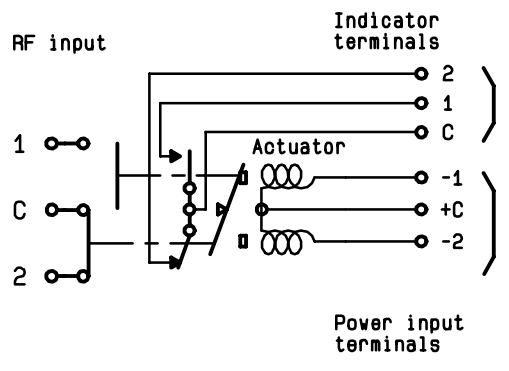 Indicator
terminals
RF input
2
1
C
Actuator
1
-1
C
+C
-2
2
Power input
terminals